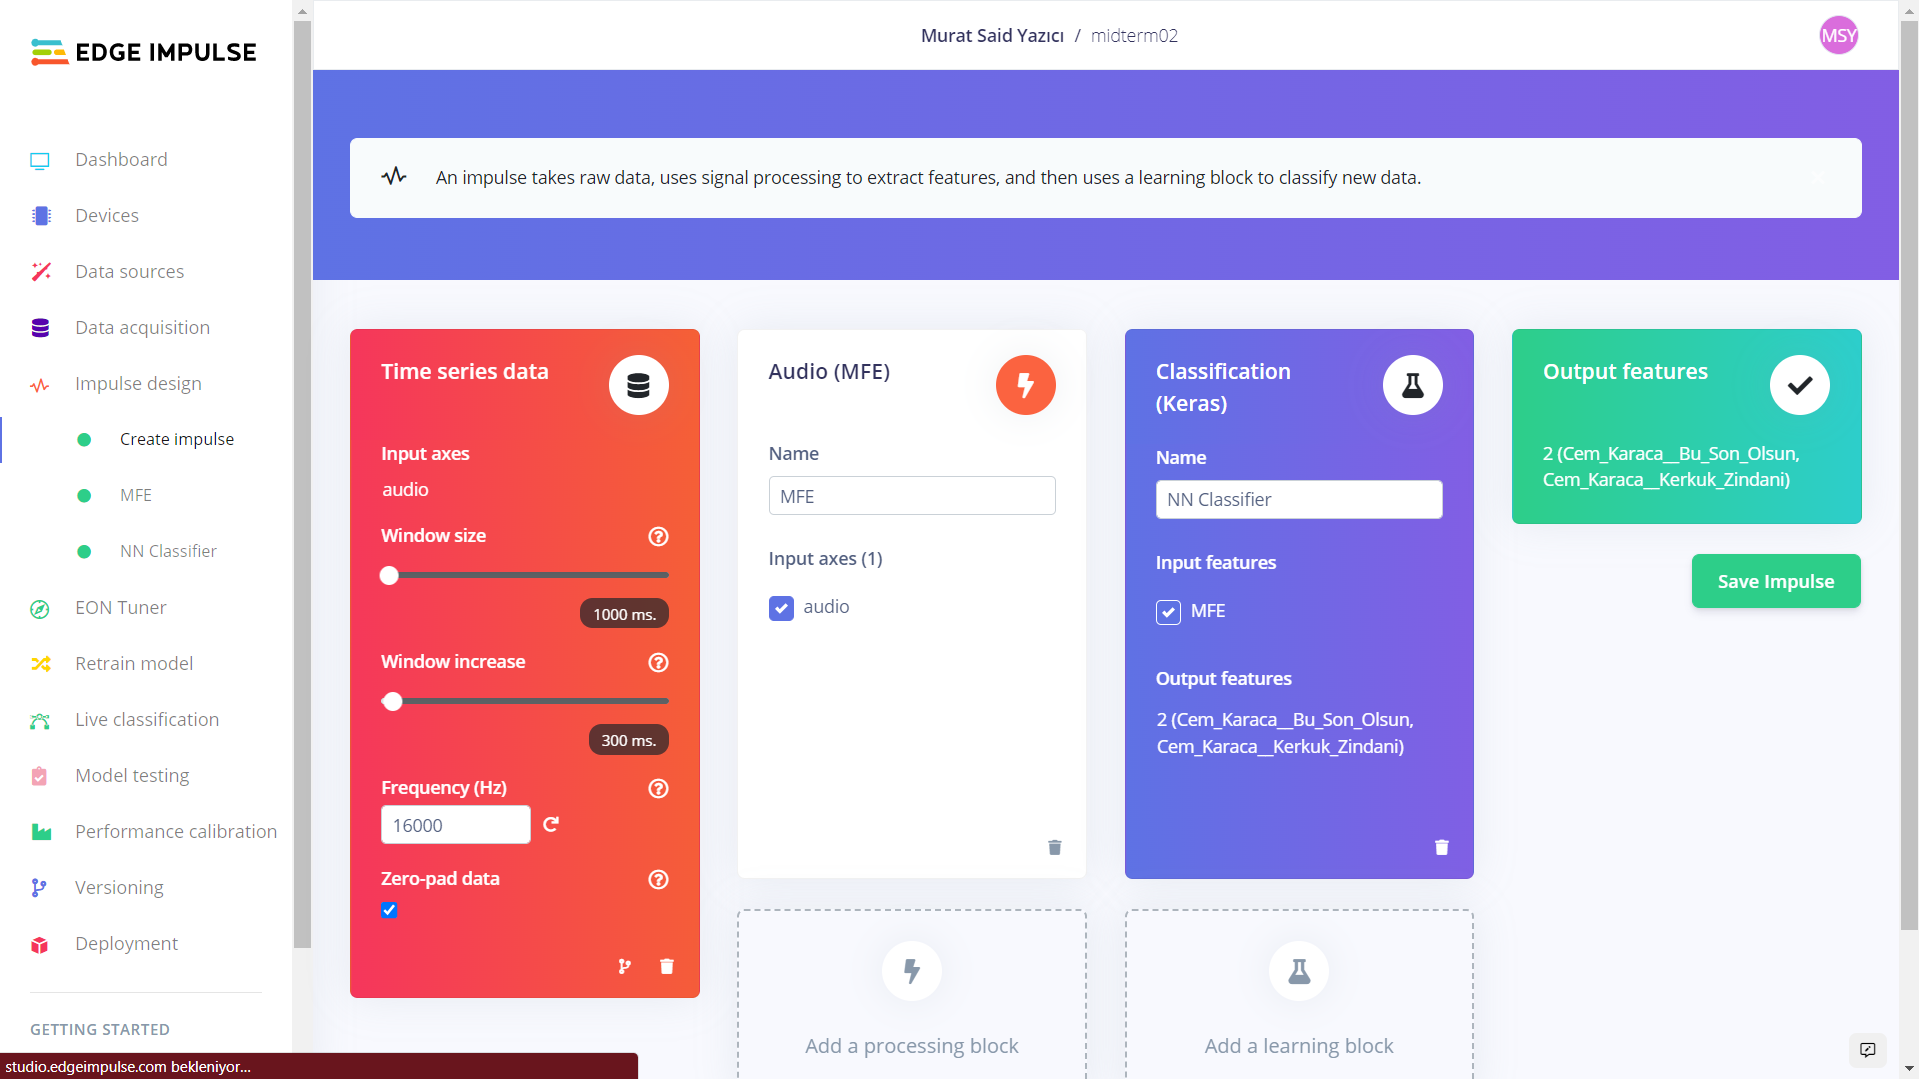 EDGE IMPULSE
Murat Said Yazıcı / midterm02
MSY
Dashboard
Devices
Data sources
Data acquisition
Impulse design
Create impulse
MFE
NN Classifier
EON Tuner
Retrain model
Live classification
Model testing
Performance calibration
Versioning
Deployment
GETTING STARTED
studio.edgeimpulse.com bekleniyor...
An impulse takes raw data, uses signal processing to extract features, and then uses a learning block to classify new data.
Time series data
Input axes
audio
Window size
1000 ms.
Window increase
300 ms.
Frequency (Hz)
16000
Zero-pad data
Audio (MFE)
Name
MFE
Input axes (1)
audio
Add a processing block
Classification
(Keras)
Name
NN Classifier
Input features
MFE
Output features
2 (Cem_Karaca__Bu_Son_Olsun,
Cem_Karaca__Kerkuk_Zindani)
Add a learning block
Output features
2 (Cem_Karaca__Bu_Son_Olsun,
Cem_Karaca__Kerkuk_Zindani)
Save Impulse